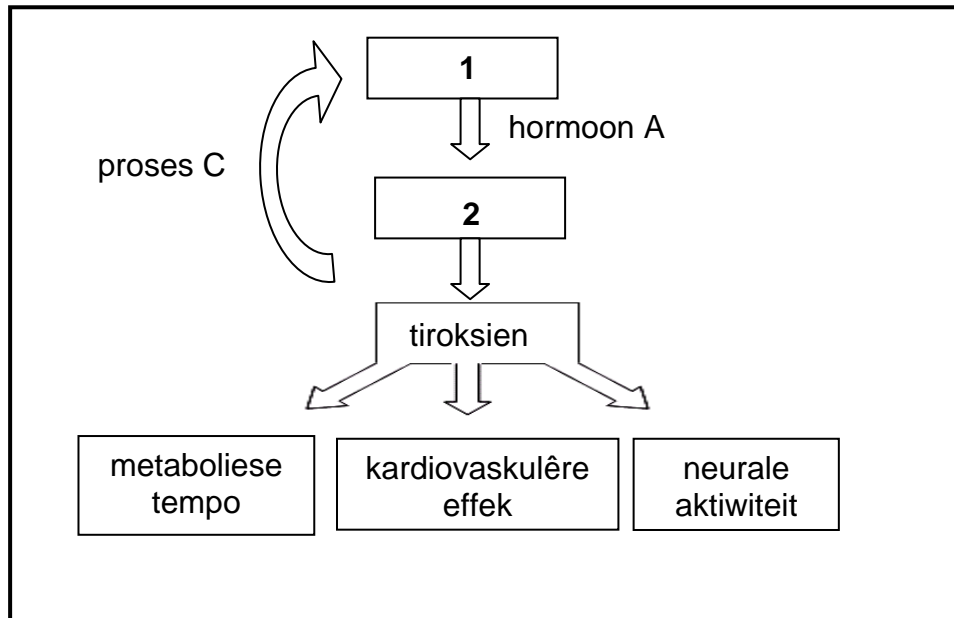 1
hormoon A
proses C
2
tiroksien
metaboliese
tempo
kardiovaskulêre
effek
neurale
aktiwiteit